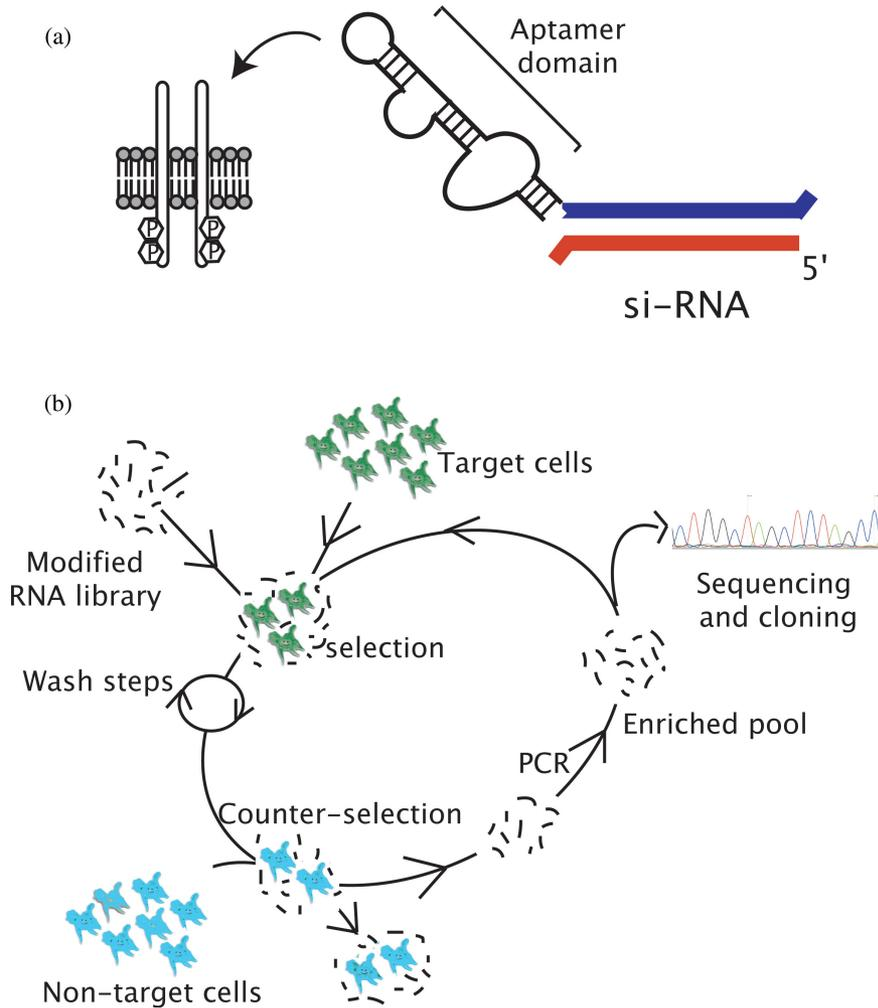 (a)
Aptamer
domain
P
P
P
P
5'
si-RNA
(b)
Target cells
Modified
RNA library
Sequencing
and cloning
selection
Wash steps
Enriched pool
PCR
Counter-selection
Non-target cells